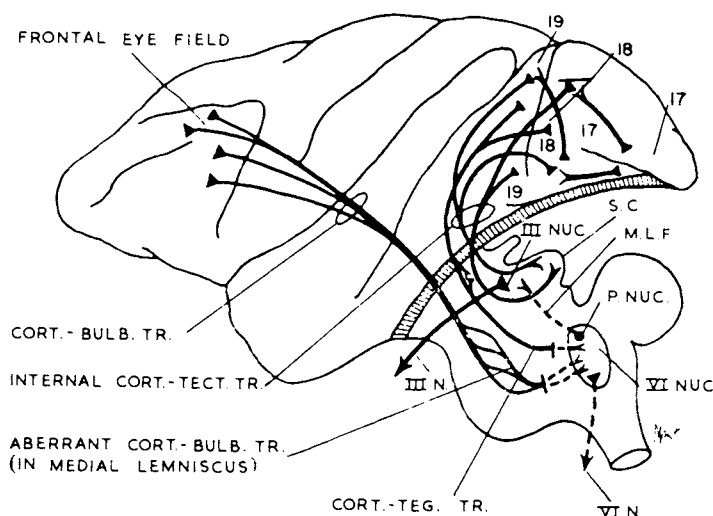 19
18
FRONTAL EYE FIELD
17
17
18
19
S.C
III NUC.
M.L.F
P. NUC.
CORT.-BULB. TR.
INTERNAL CORT.-TECT. TR.
III N.
VI NUC
ABERRANT CORT.-BULB. TR.
(IN MEDIAL LEMNISCUS)
CORT.-TEG. TR.
VI N